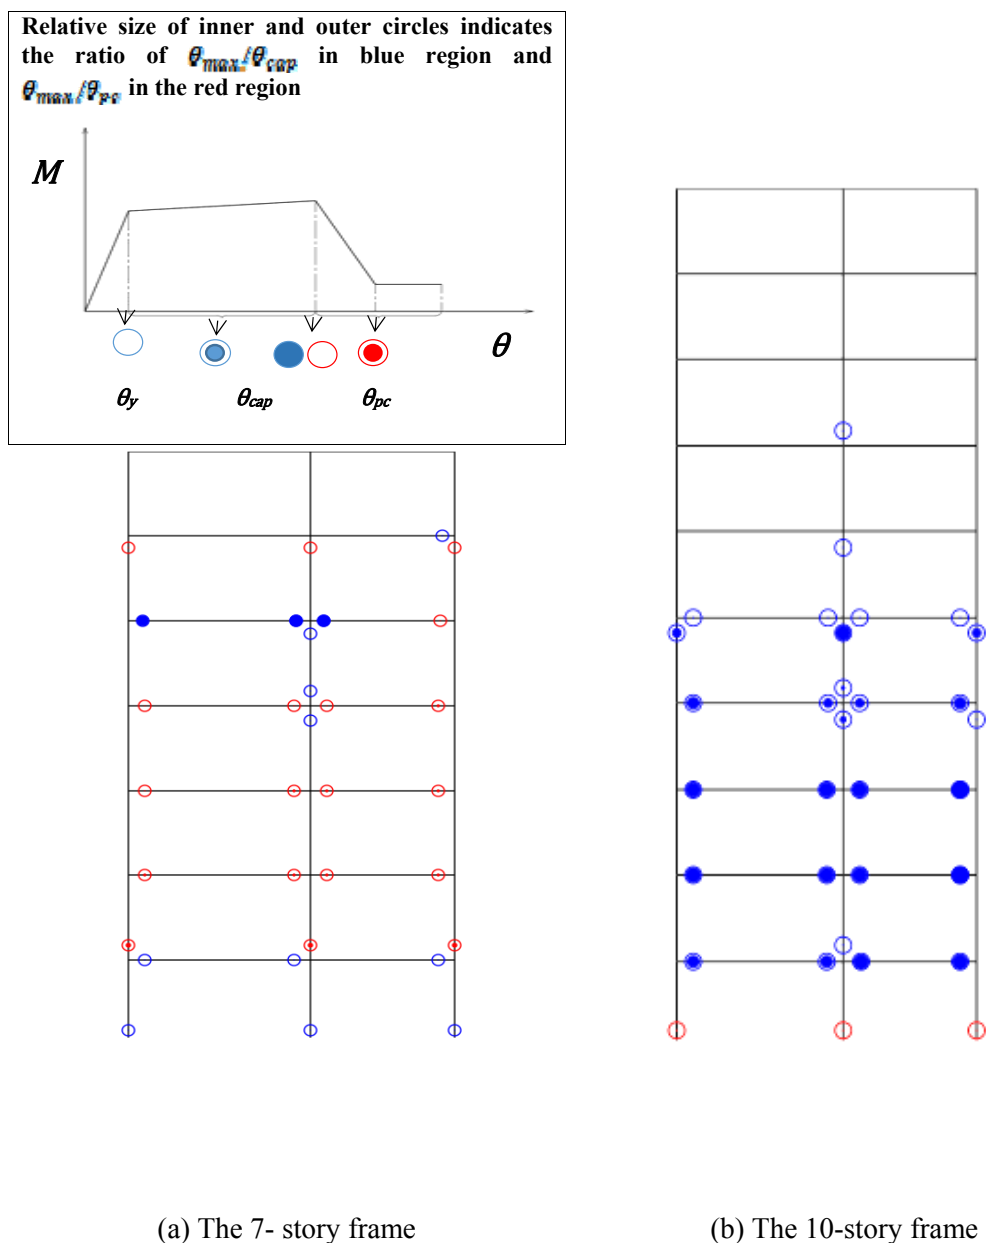 Relative size of inner and outer circles indicates
the ratio of θmax/θcap in blue region and
θmax/θpc in the red region
M
θ
θy θcap θpc
(a) The 7- story frame (b) The 10-story frame